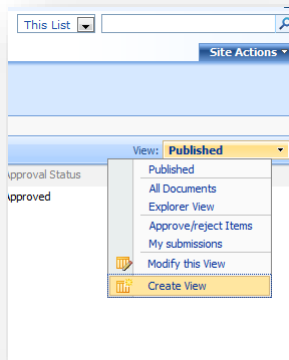 This List
Site Actions
View: Published
Approval Status
Approved
Published
All Documents
Explorer View
Approve/reject Items
My submissions
Modify this View
Create View